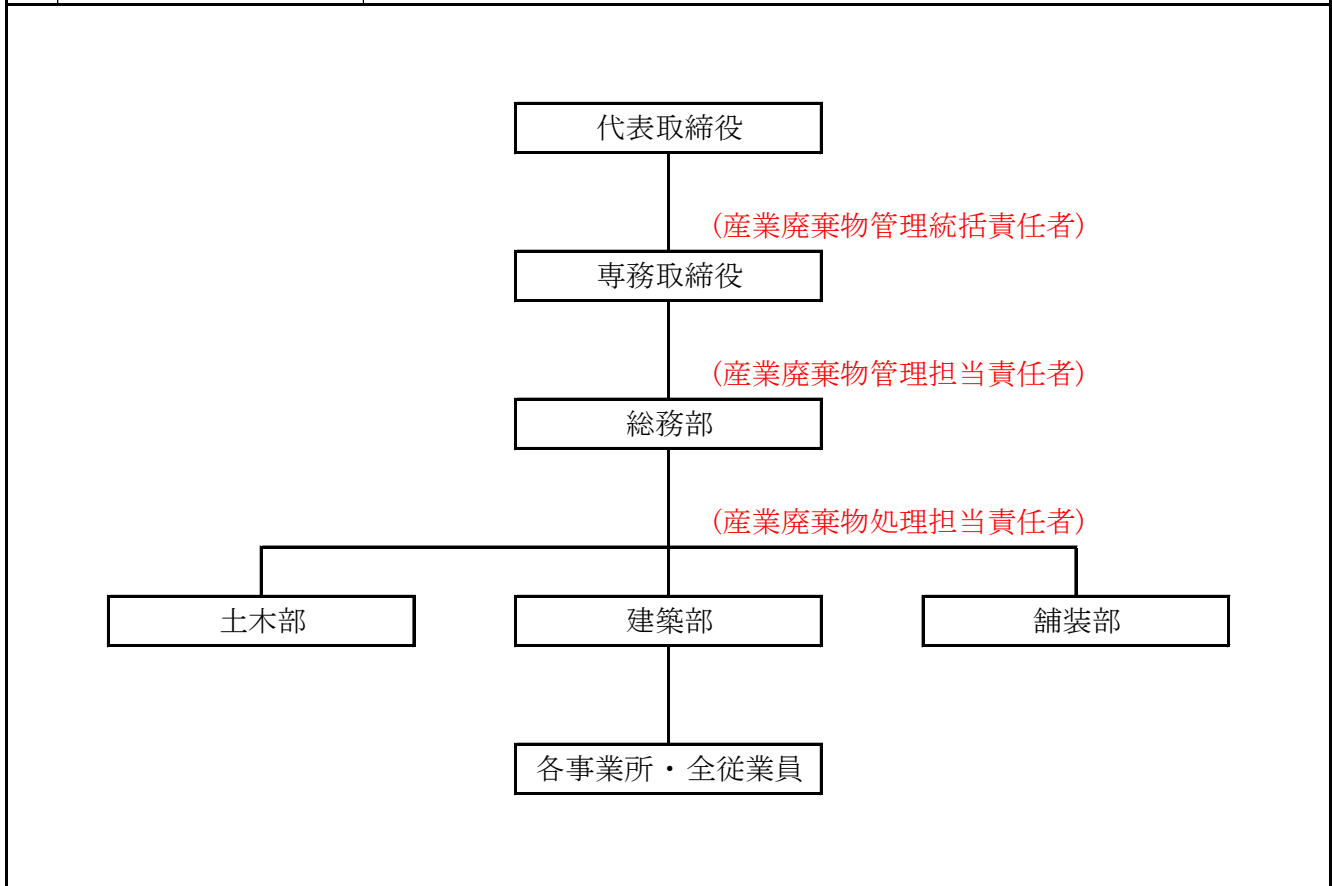 代表取締役
(産業廃棄物管理統括責任者)
専務取締役
(産業廃棄物管理担当責任者)
総務部
(産業廃棄物処理担当責任者)
土木部
建築部
舗装部
各事業所・全従業員